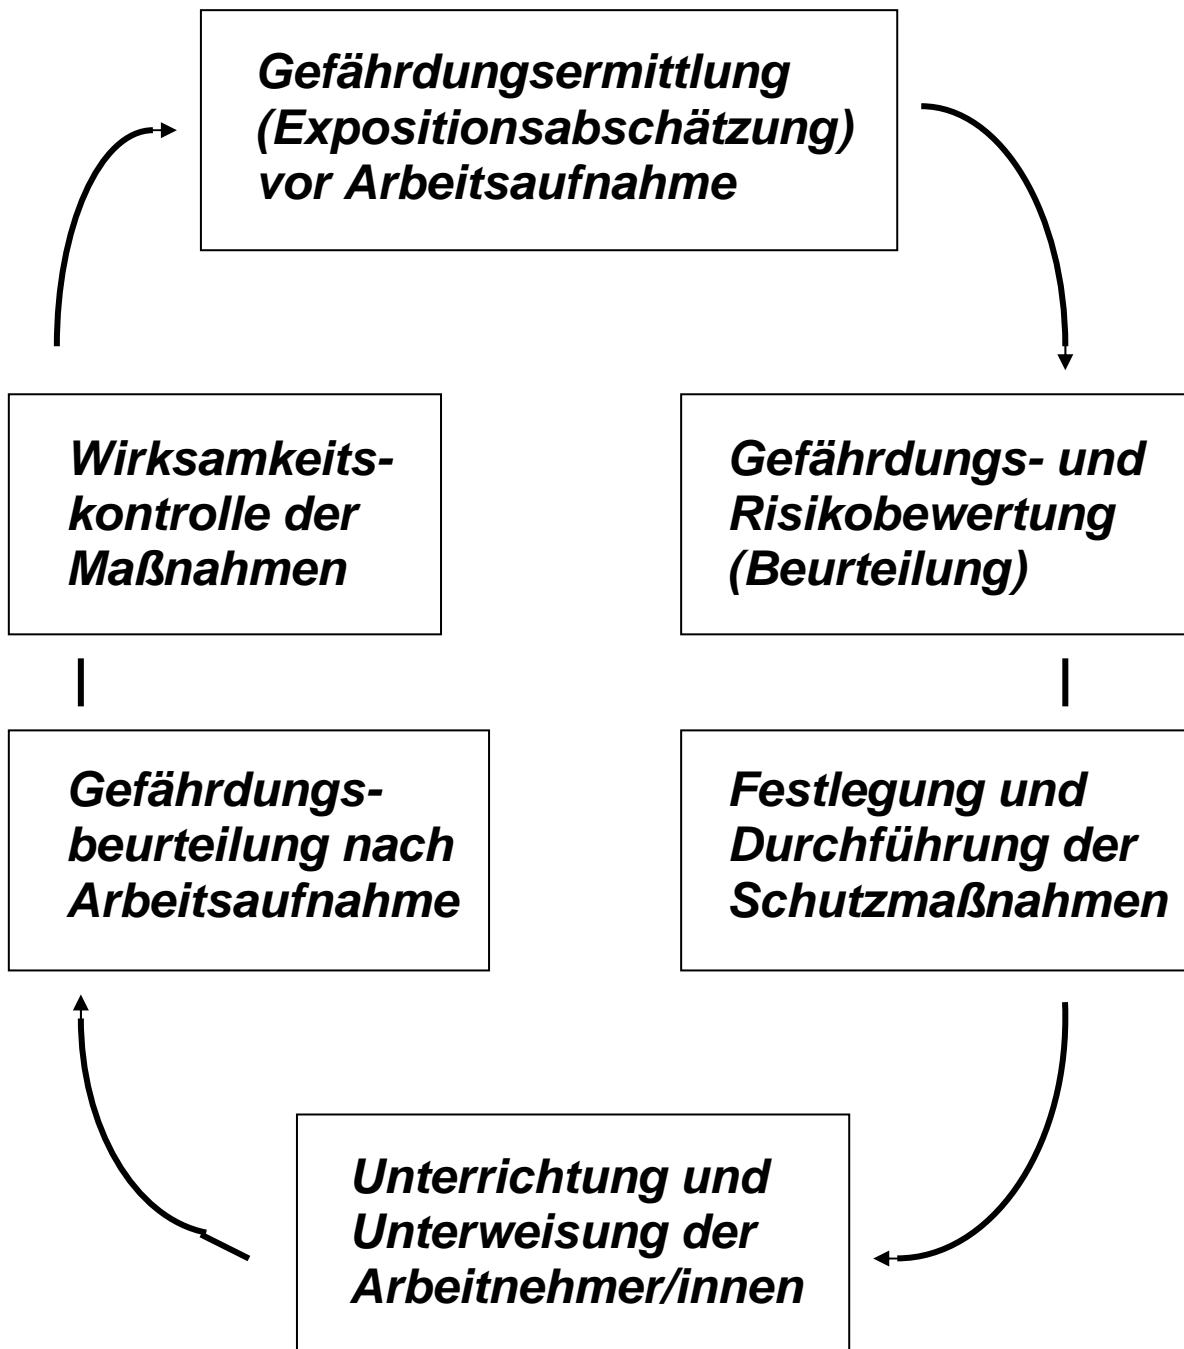 Gefährdungsermittlung
(Expositionsabschätzung)
vor Arbeitsaufnahme
Gefährdungs- und
Risikobewertung
(Beurteilung)
Festlegung und
Durchführung der
Schutzmaßnahmen
Unterrichtung und
Unterweisung der
Arbeitnehmer/innen
Gefährdungs-
beurteilung nach
Arbeitsaufnahme
Wirksamkeits-
kontrolle der
Maßnahmen